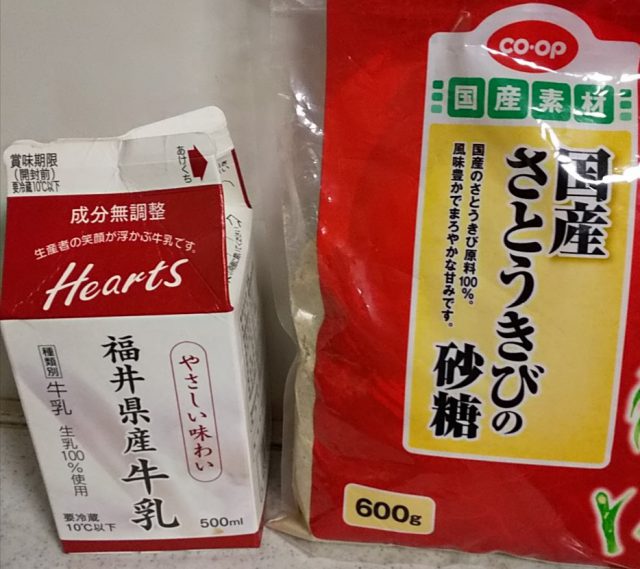 賞味期限
(開封前)
要冷蔵10℃以下
あけくち
成分無調整
生産者の笑顔が浮かぶ牛乳です。
Hearts
やさしい味わい
福井県産牛乳
種類別
牛乳
生乳
100%使用
要冷蔵
10℃以下
500ml
CO・OP
国産素材
国産
さとうきびの
砂糖
国産のさとうきび原料100%。
風味豊かでまろやかな甘みです。
600g